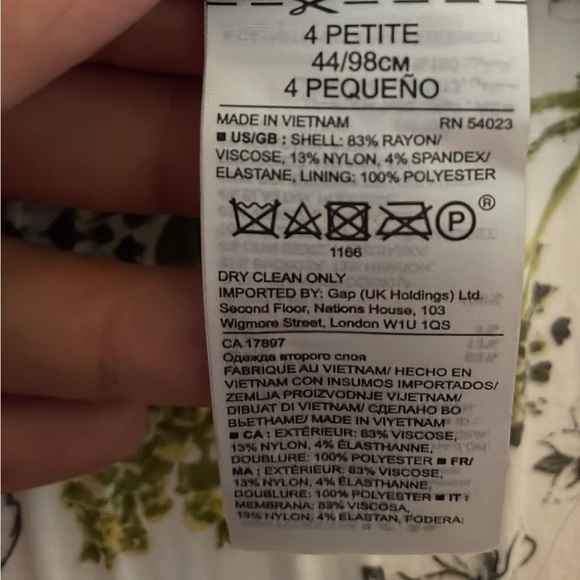 4 PETITE
44/98CM
4 PEQUEÑO
MADE IN VIETNAM RN 54023
■ US/GB : SHELL: 83% RAYON/
VISCOSE, 13% NYLON, 4% SPANDEX/
ELASTANE, LINING: 100% POLYESTER
P ®
1166
DRY CLEAN ONLY
IMPORTED BY: Gap (UK Holdings) Ltd.
Second Floor, Nations House, 103
Wigmore Street, London W1U 1QS
CA 17897
Одежда второго слоя
FABRIQUE AU VIETNAM/ HECHO EN
VIETNAM CON INSUMOS IMPORTADOS/
ZEMLJA PROIZVODNJE VIJETNAM/
DIBUAT DI VIETNAM/ СДЕЛАНО ВО
ВЬЕТНАМЕ/ MADE IN VIYETNAM
■ CA : EXTÉRIEUR: 83% VISCOSE,
13% NYLON, 4% ÉLASTHANNE,
DOUBLURE: 100% POLYESTER ■ FR/
MA : EXTÉRIEUR: 83% VISCOSE,
13% NYLON, 4% ÉLASTHANNE,
DOUBLURE: 100% POLYESTER ■ IT :
MEMBRANA: 83% VISCOSA,
13% NYLON, 4% ELASTAN, PODERA: